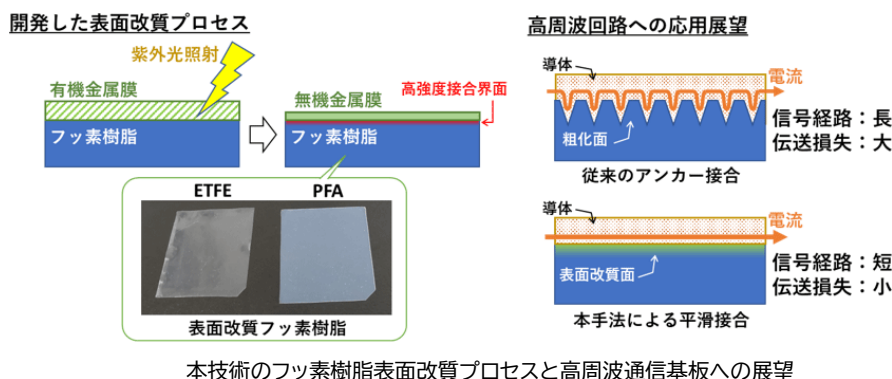 開発した表面改質プロセス
紫外光照射
有機金属膜
フッ素樹脂
無機金属膜
高強度接合界面
フッ素樹脂
ETFE
PFA
表面改質フッ素樹脂
高周波回路への応用展望
導体
電流
粗化面
信号経路：長
伝送損失：大
従来のアンカー接合
導体
電流
表面改質面
信号経路：短
伝送損失：小
本手法による平滑接合
本技術のフッ素樹脂表面改質プロセスと高周波通信基板への展望